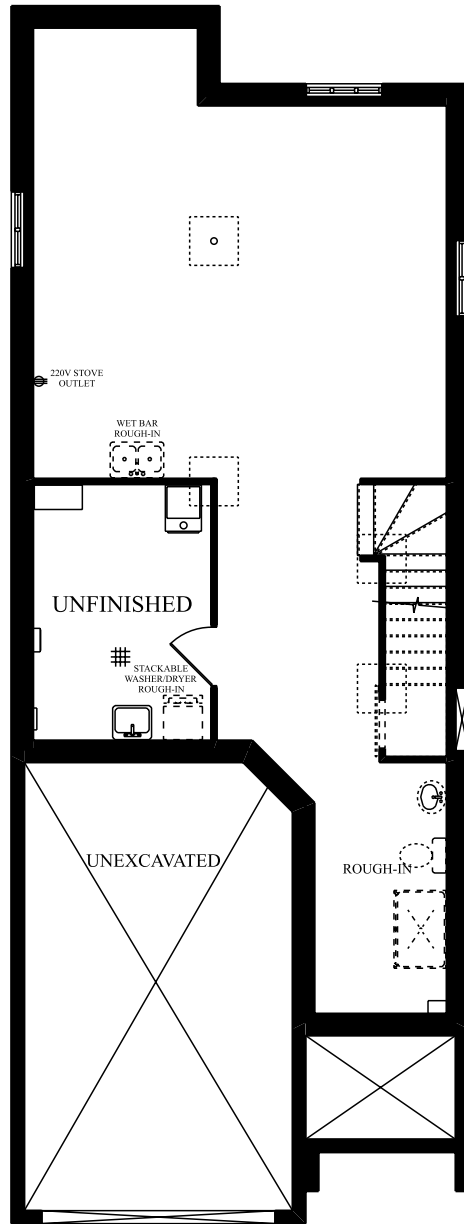 220V STOVE
OUTLET
WET BAR
ROUGH-IN
UNFINISHED
STACKABLE
WASHER/DRYER
ROUGH-IN
UNEXCAVATED
ROUGH-IN